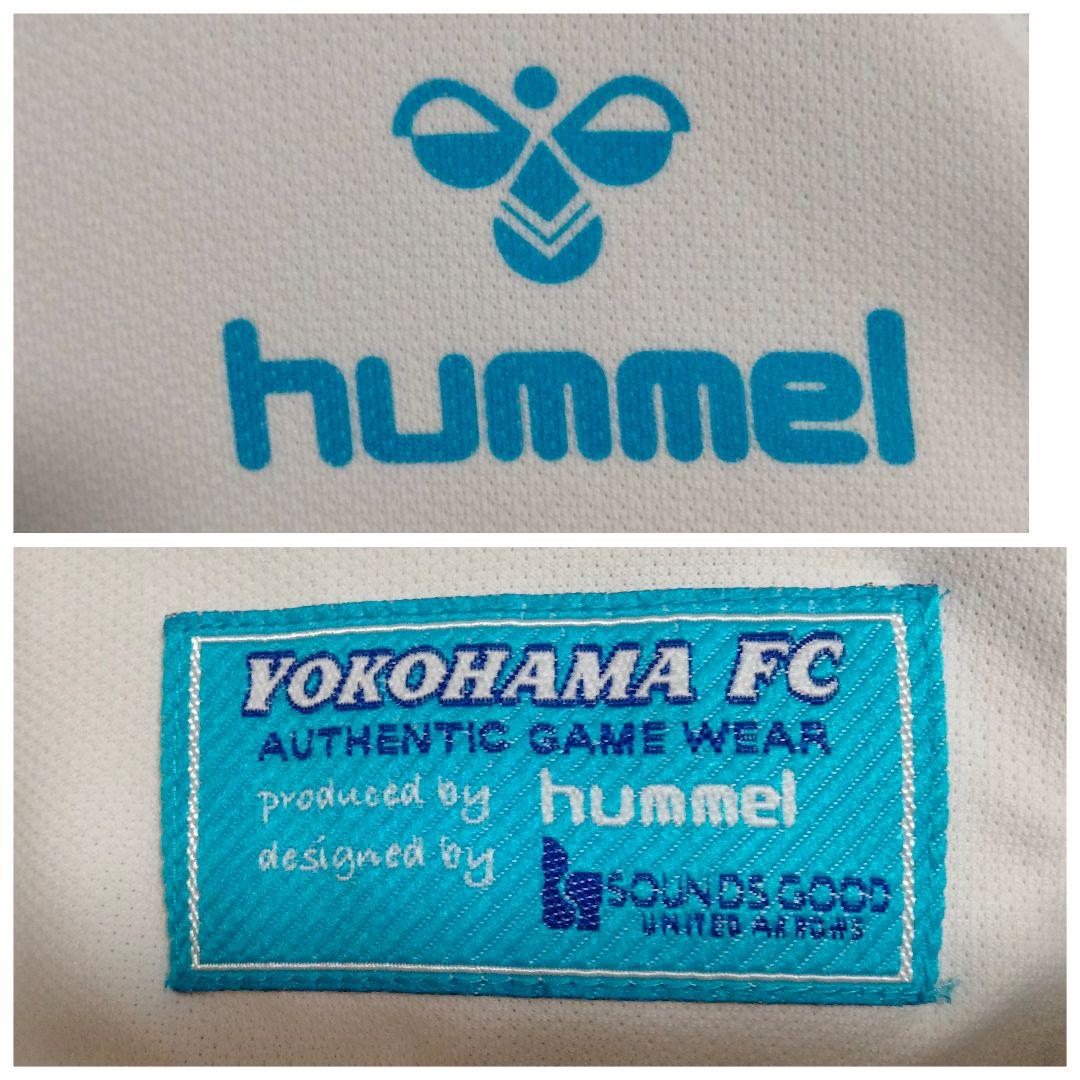 hummel
YOKOHAMA FC
AUTHENTIC GAME WEAR
produced by hummel
designed by SOUNDS GOOD
UNITED ARROWS